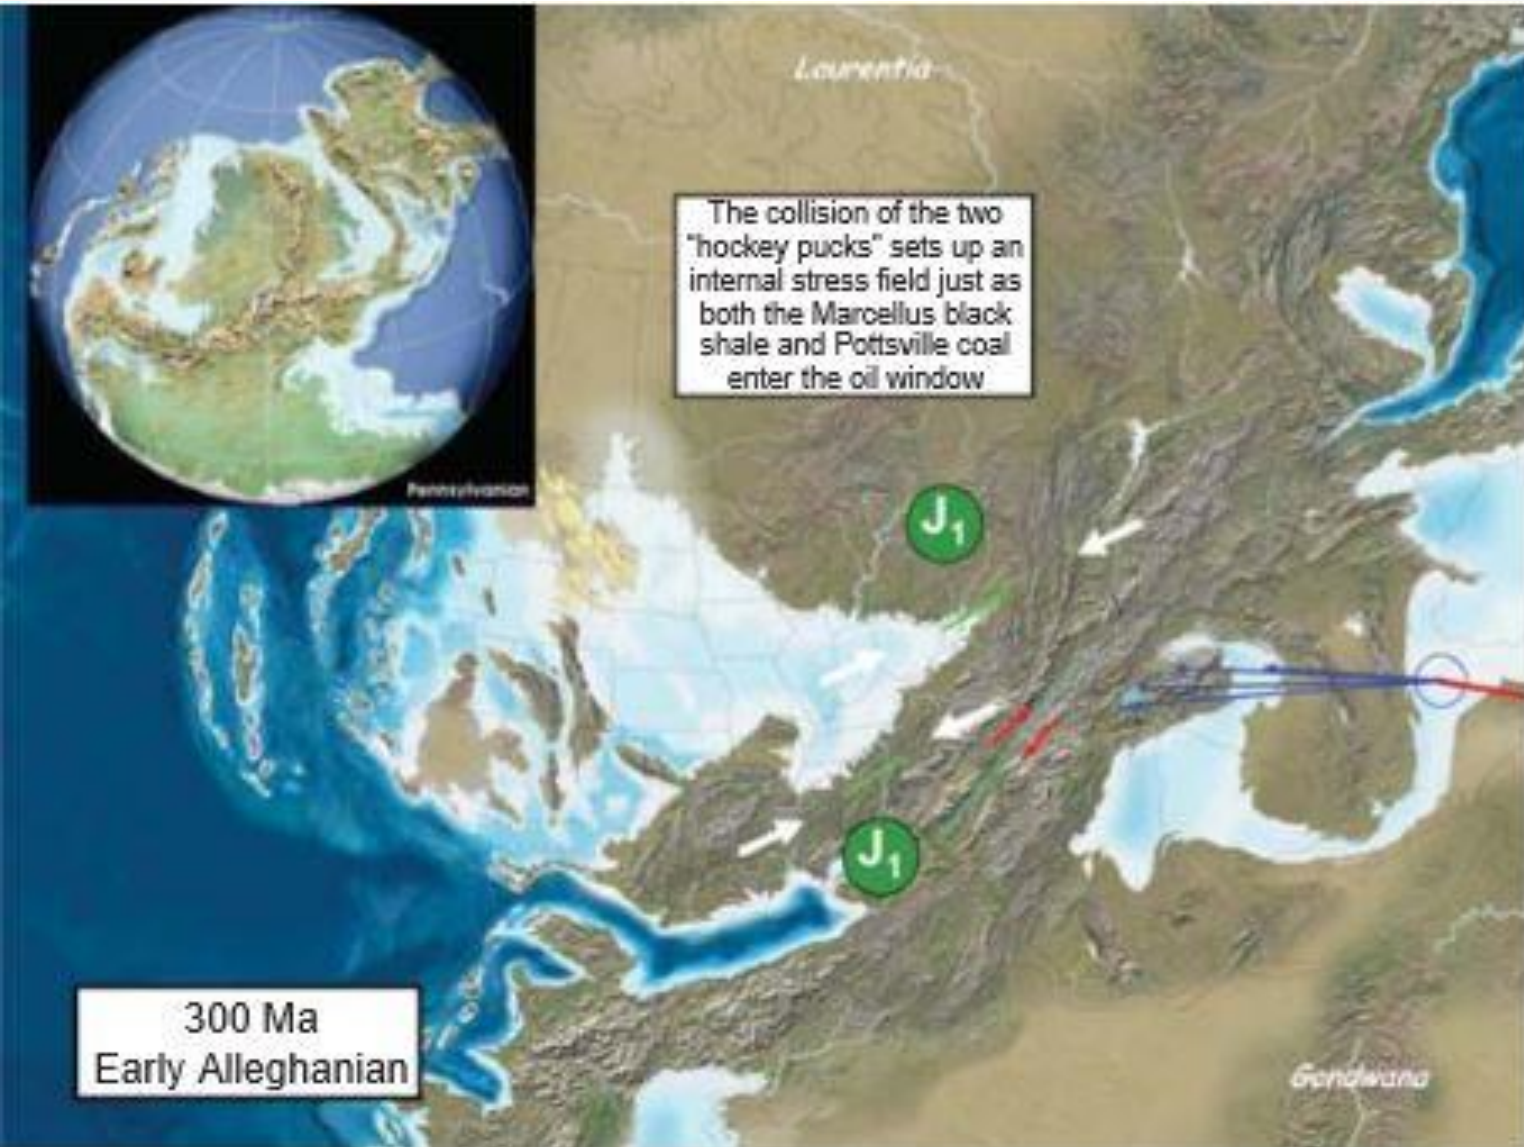 Laurentia
The collision of the two
“hockey pucks” sets up an
internal stress field just as
both the Marcellus black
shale and Pottsville coal
enter the oil window
Pennsylvanian
J1
J1
300 Ma
Early Alleghanian
Gondwana